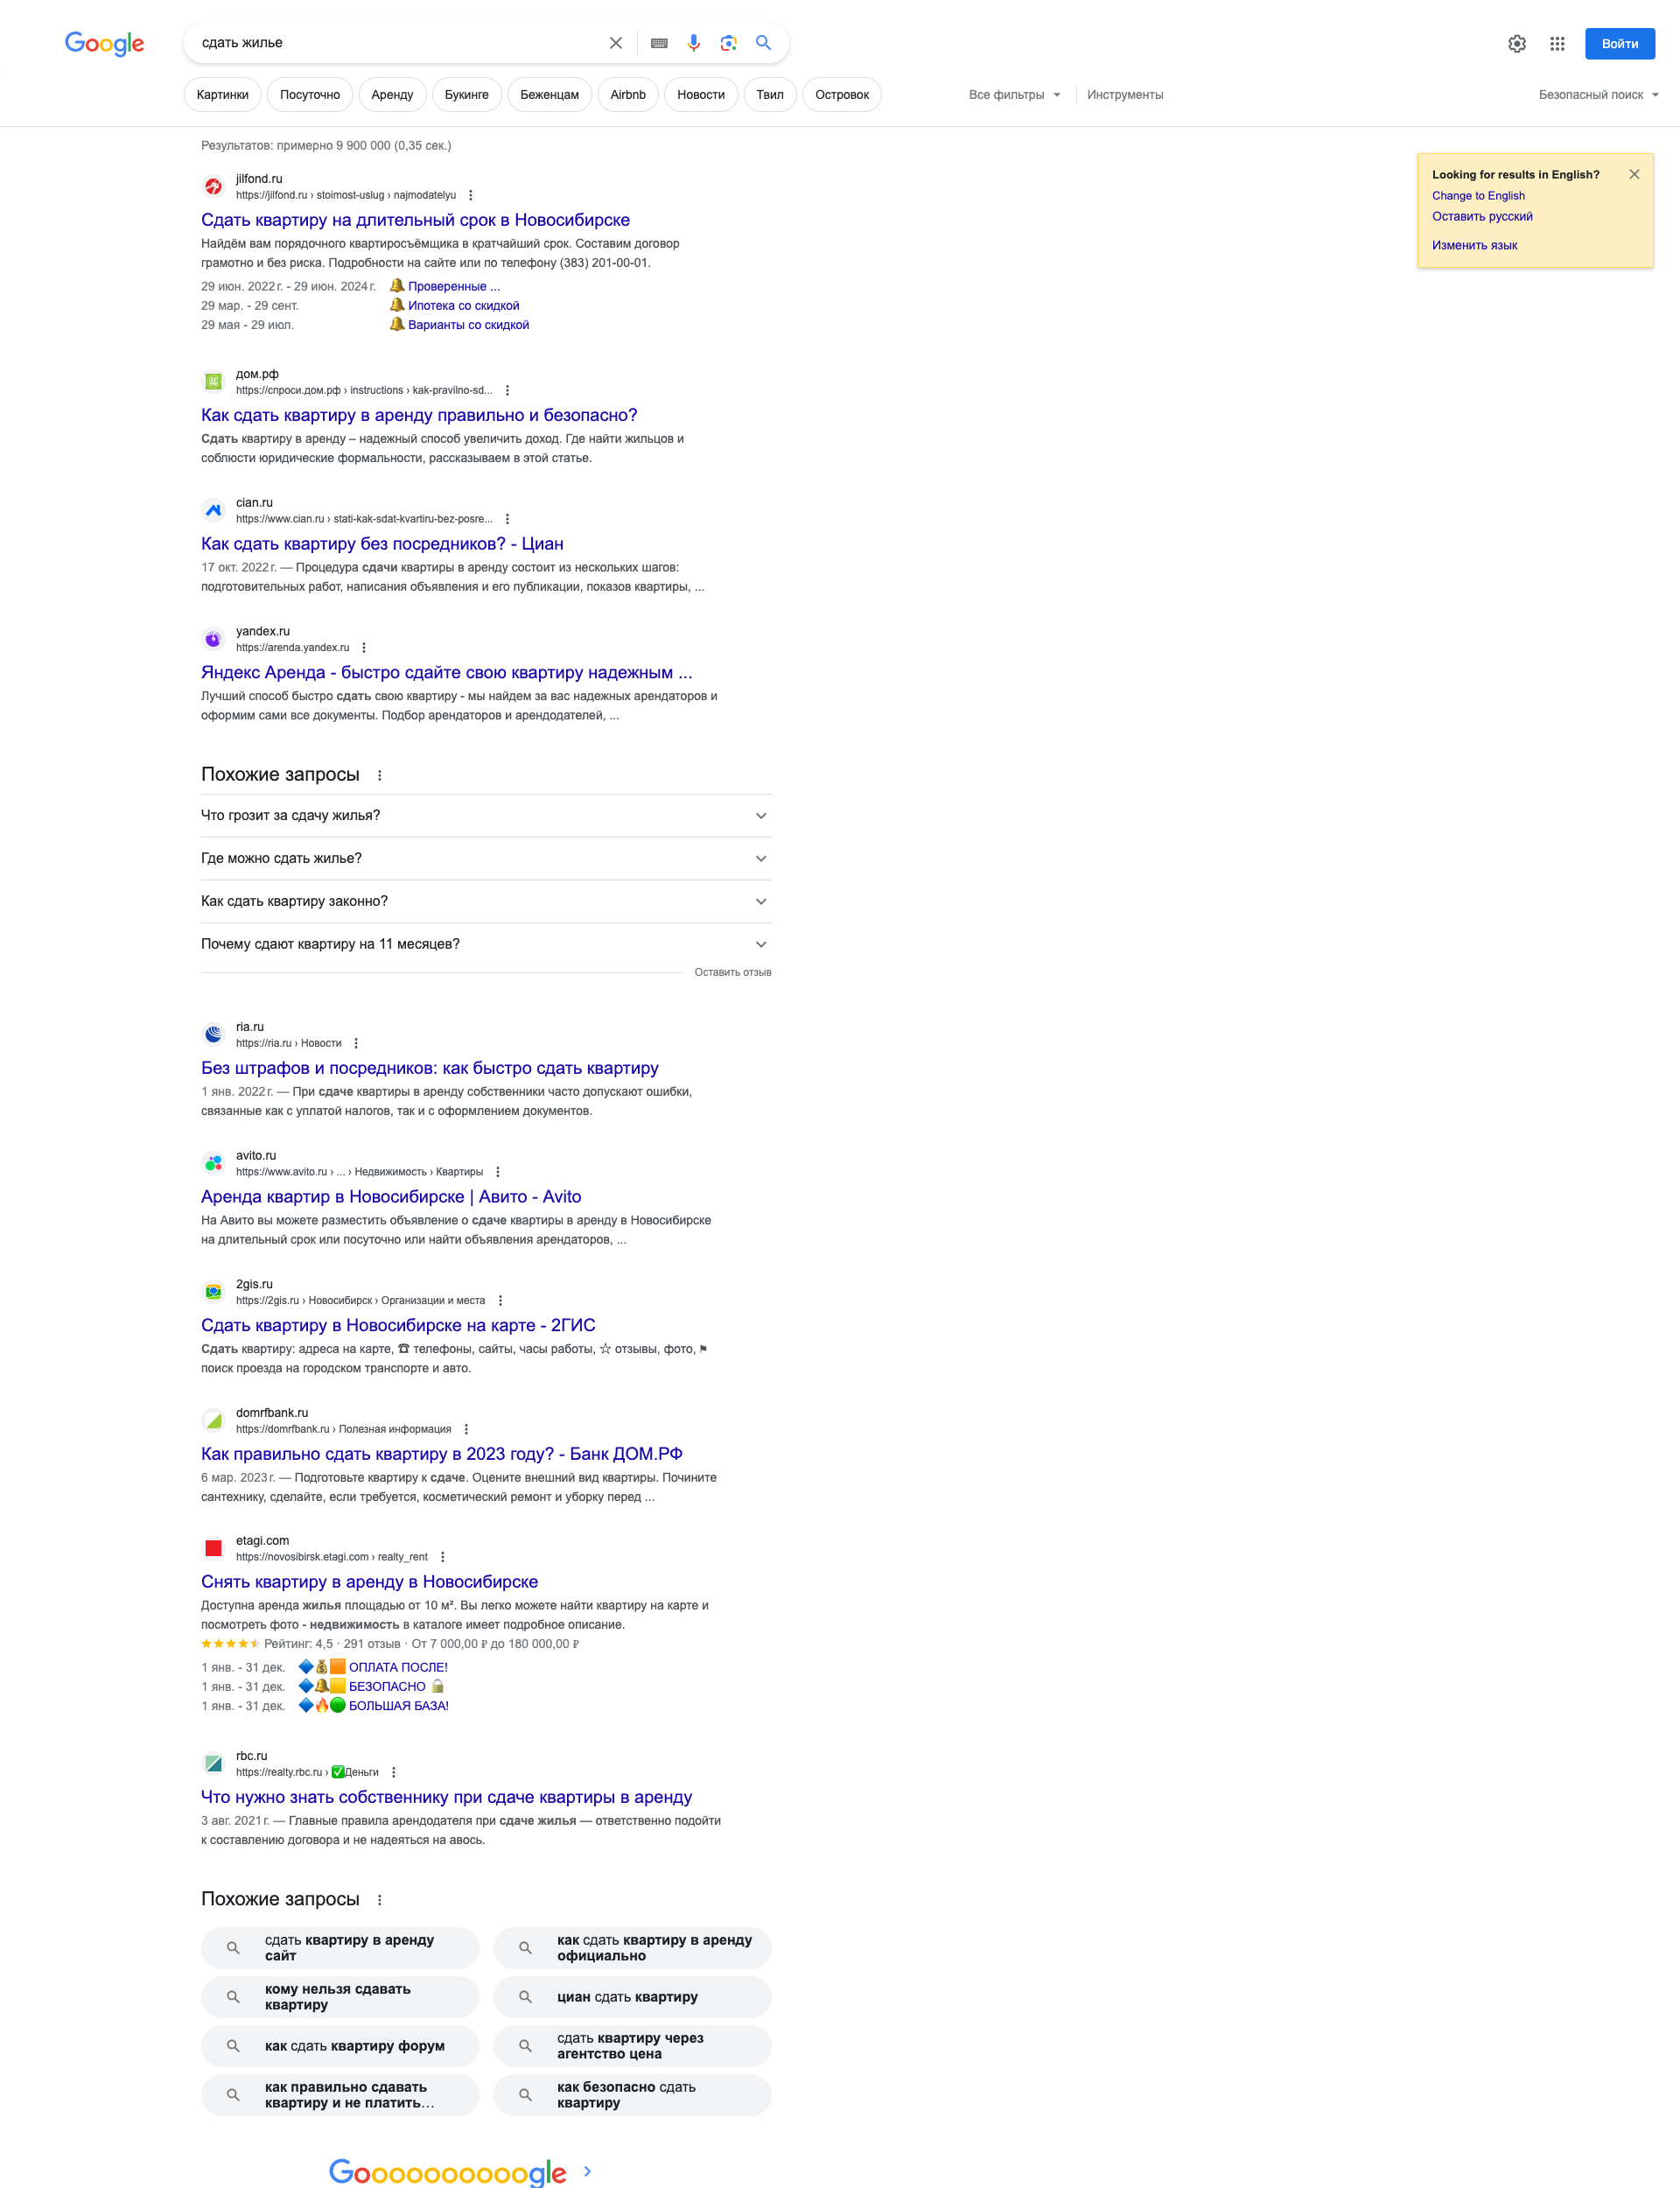 Google
сдать жилье
Войти
Картинки
Посуточно
Аренду
Букинге
Беженцам
Airbnb
Новости
Твил
Островок
Все фильтры
Инструменты
Безопасный поиск
Результатов: примерно 9 900 000 (0,35 сек.)
Looking for results in English?
Change to English
Оставить русский
Изменить язык
jilfond.ru
https://jilfond.ru › stoimost-uslug › najmodatelyu
Сдать квартиру на длительный срок в Новосибирске
Найдём вам порядочного квартиросъёмщика в кратчайший срок. Составим договор
грамотно и без риска. Подробности на сайте или по телефону (383) 201-00-01.
29 июн. 2022 г. - 29 июн. 2024 г. 🔔 Проверенные ...
29 мар. - 29 сент. 🔔 Ипотека со скидкой
29 мая - 29 июл. 🔔 Варианты со скидкой
дом.рф
https://спроси.дом.рф › instructions › kak-pravilno-sd...
Как сдать квартиру в аренду правильно и безопасно?
Сдать квартиру в аренду – надежный способ увеличить доход. Где найти жильцов и
соблюсти юридические формальности, рассказываем в этой статье.
cian.ru
https://www.cian.ru › stati-kak-sdat-kvartiru-bez-posre...
Как сдать квартиру без посредников? - Циан
17 окт. 2022 г. — Процедура сдачи квартиры в аренду состоит из нескольких шагов:
подготовительных работ, написания объявления и его публикации, показов квартиры, ...
yandex.ru
https://arenda.yandex.ru
Яндекс Аренда - быстро сдайте свою квартиру надежным ...
Лучший способ быстро сдать свою квартиру - мы найдем за вас надежных арендаторов и
оформим сами все документы. Подбор арендаторов и арендодателей, ...
Похожие запросы
Что грозит за сдачу жилья?
Где можно сдать жилье?
Как сдать квартиру законно?
Почему сдают квартиру на 11 месяцев?
Оставить отзыв
ria.ru
https://ria.ru › Новости
Без штрафов и посредников: как быстро сдать квартиру
1 янв. 2022 г. — При сдаче квартиры в аренду собственники часто допускают ошибки,
связанные как с уплатой налогов, так и с оформлением документов.
avito.ru
https://www.avito.ru › ... › Недвижимость › Квартиры
Аренда квартир в Новосибирске | Авито - Avito
На Авито вы можете разместить объявление о сдаче квартиры в аренду в Новосибирске
на длительный срок или посуточно или найти объявления арендаторов, ...
2gis.ru
https://2gis.ru › Новосибирск › Организации и места
Сдать квартиру в Новосибирске на карте - 2ГИС
Сдать квартиру: адреса на карте, ☎ телефоны, сайты, часы работы, ☆ отзывы, фото, ⚑
поиск проезда на городском транспорте и авто.
domrfbank.ru
https://domrfbank.ru › Полезная информация
Как правильно сдать квартиру в 2023 году? - Банк ДОМ.РФ
6 мар. 2023 г. — Подготовьте квартиру к сдаче. Оцените внешний вид квартиры. Почините
сантехнику, сделайте, если требуется, косметический ремонт и уборку перед ...
etagi.com
https://novosibirsk.etagi.com › realty_rent
Снять квартиру в аренду в Новосибирске
Доступна аренда жилья площадью от 10 м². Вы легко можете найти квартиру на карте и
посмотреть фото - недвижимость в каталоге имеет подробное описание.
Рейтинг: 4,5 · 291 отзыв · От 7 000,00 ₽ до 180 000,00 ₽
1 янв. - 31 дек. 🔷💰🟧 ОПЛАТА ПОСЛЕ!
1 янв. - 31 дек. 🔷🔔🟨 БЕЗОПАСНО 🔒
1 янв. - 31 дек. 🔷🔥🟢 БОЛЬШАЯ БАЗА!
rbc.ru
https://realty.rbc.ru › ✅Деньги
Что нужно знать собственнику при сдаче квартиры в аренду
3 авг. 2021 г. — Главные правила арендодателя при сдаче жилья — ответственно подойти
к составлению договора и не надеяться на авось.
Похожие запросы
сдать квартиру в аренду
сайт
как сдать квартиру в аренду
официально
кому нельзя сдавать
квартиру
циан сдать квартиру
как сдать квартиру форум
сдать квартиру через
агентство цена
как правильно сдавать
квартиру и не платить...
как безопасно сдать
квартиру
Goooooooooogle